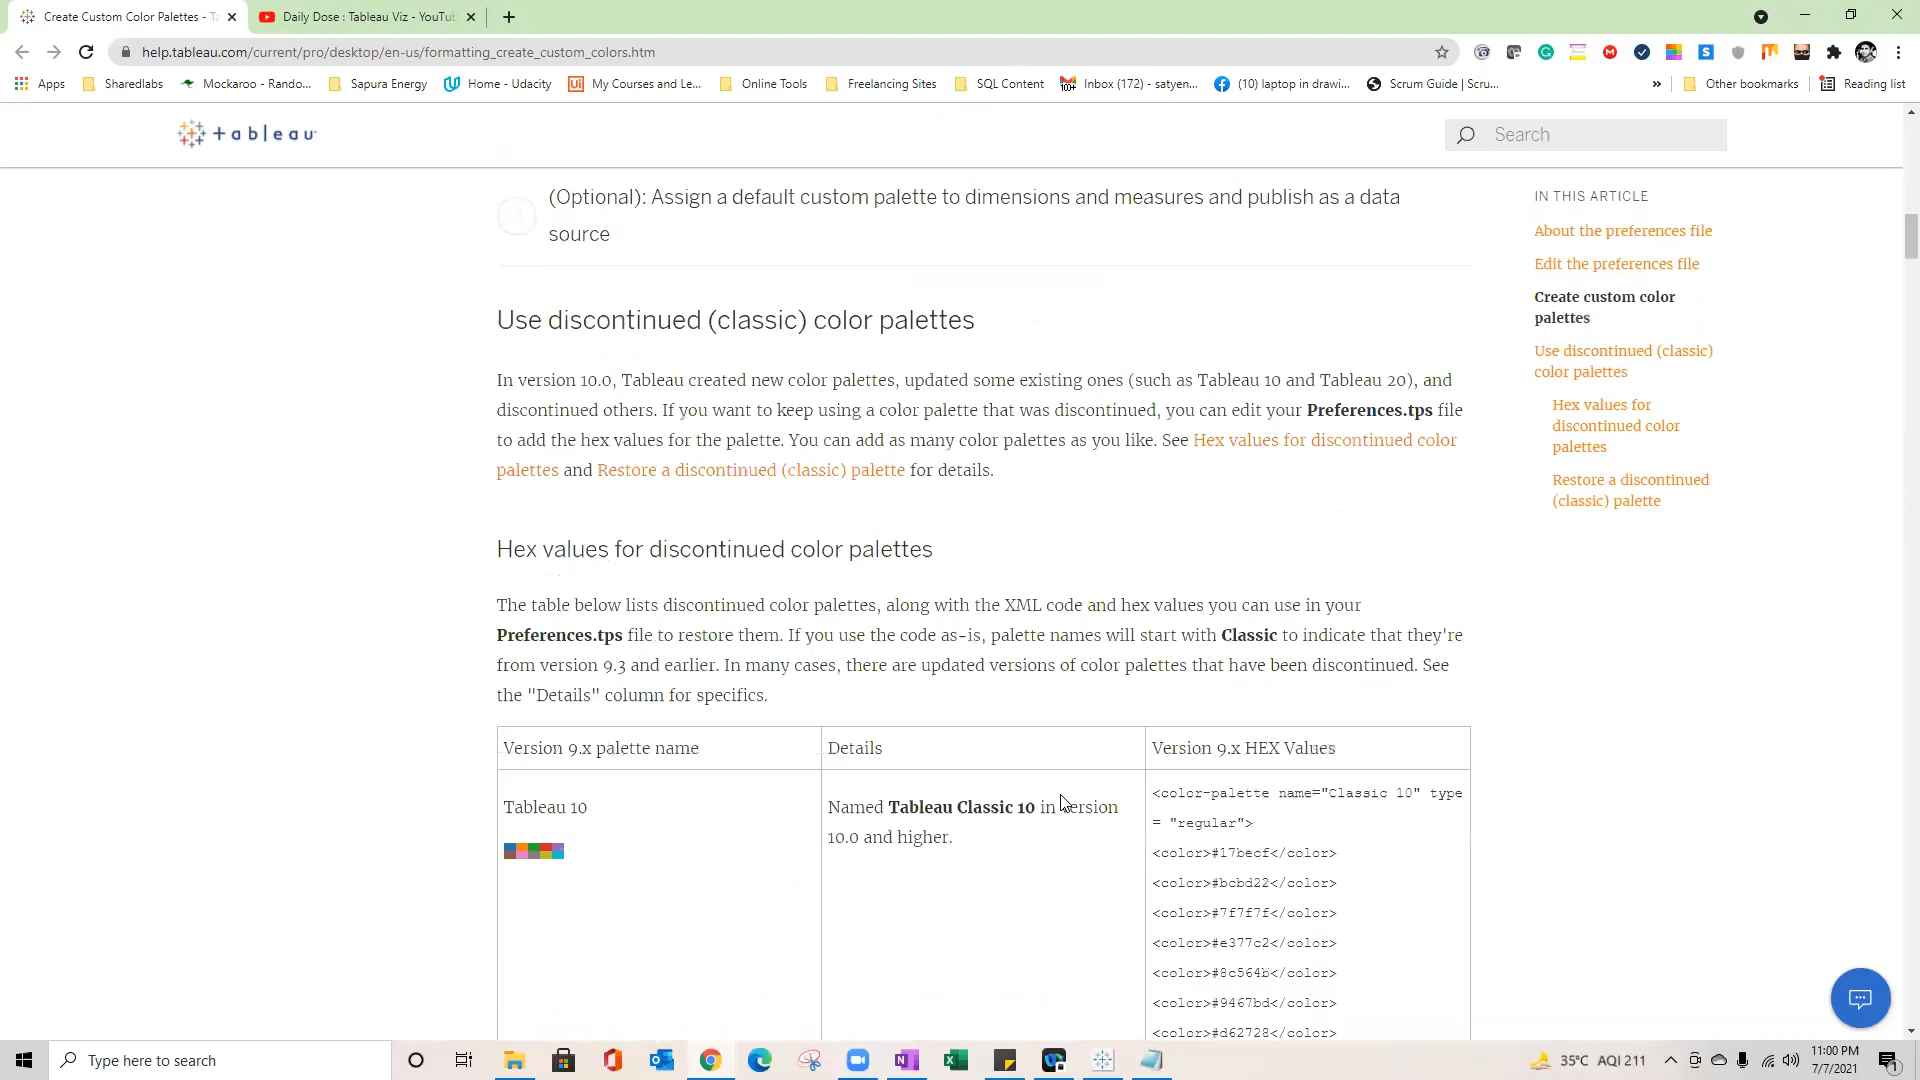 Create Custom Color Palettes - Ta
Daily Dose : Tableau Viz - YouTub
help.tableau.com/current/pro/desktop/en-us/formatting_create_custom_colors.htm
Apps
Sharedlabs
Mockaroo - Rando...
Sapura Energy
Home - Udacity
My Courses and Le...
Online Tools
Freelancing Sites
SQL Content
Inbox (172) - satyen...
(10) laptop in drawi...
Scrum Guide | Scru...
Other bookmarks
Reading list
+ableau
Search
(Optional): Assign a default custom palette to dimensions and measures and publish as a data
source
Use discontinued (classic) color palettes
In version 10.0, Tableau created new color palettes, updated some existing ones (such as Tableau 10 and Tableau 20), and
discontinued others. If you want to keep using a color palette that was discontinued, you can edit your Preferences.tps file
to add the hex values for the palette. You can add as many color palettes as you like. See Hex values for discontinued color
palettes and Restore a discontinued (classic) palette for details.
Hex values for discontinued color palettes
The table below lists discontinued color palettes, along with the XML code and hex values you can use in your
Preferences.tps file to restore them. If you use the code as-is, palette names will start with Classic to indicate that they're
from version 9.3 and earlier. In many cases, there are updated versions of color palettes that have been discontinued. See
the "Details" column for specifics.
Version 9.x palette name
Details
Version 9.x HEX Values
Tableau 10
Named Tableau Classic 10 in version
10.0 and higher.
<color-palette name="Classic 10" type
= "regular">
<color>#17becf</color>
<color>#bcbd22</color>
<color>#7f7f7f</color>
<color>#e377c2</color>
<color>#8c564b</color>
<color>#9467bd</color>
<color>#d62728</color>
IN THIS ARTICLE
About the preferences file
Edit the preferences file
Create custom color
palettes
Use discontinued (classic)
color palettes
Hex values for
discontinued color
palettes
Restore a discontinued
(classic) palette
Type here to search
35°C AQI 211
11:00 PM
7/7/2021